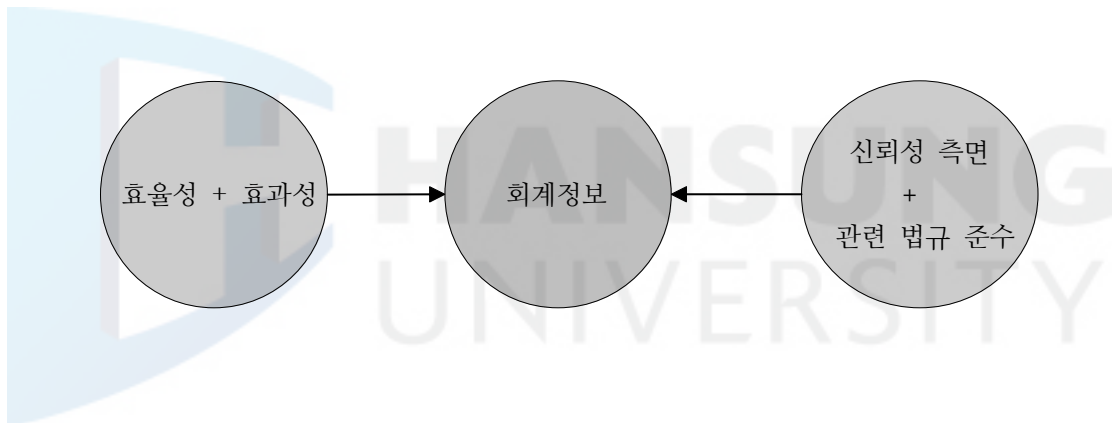 효율성 + 효과성
회계정보
신뢰성 측면
+
관련 법규 준수
HANSUNG
UNIVERSITY